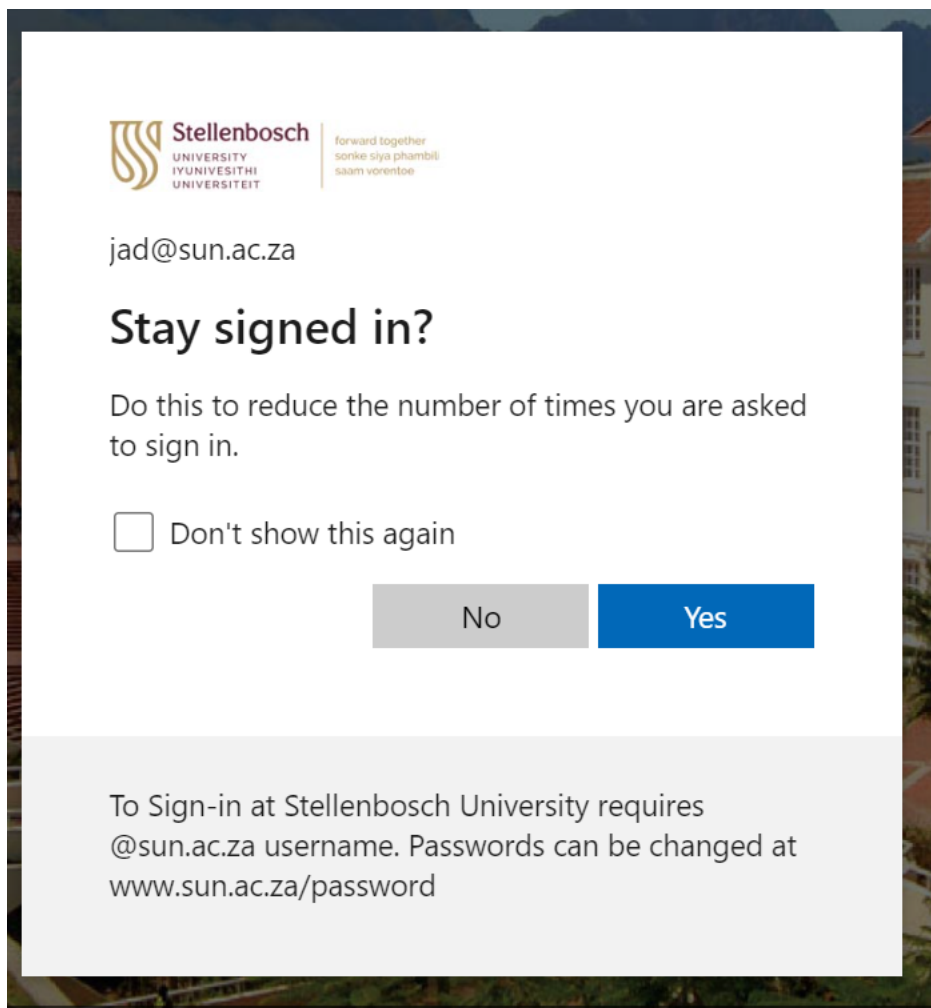 Stellenbosch
UNIVERSITY
IYUNIVESITHI
UNIVERSITEIT
forward together
sonke siya phambili
saam vorentoe
jad@sun.ac.za
Stay signed in?
Do this to reduce the number of times you are asked
to sign in.
Don't show this again
No
Yes
To Sign-in at Stellenbosch University requires
@sun.ac.za username. Passwords can be changed at
www.sun.ac.za/password